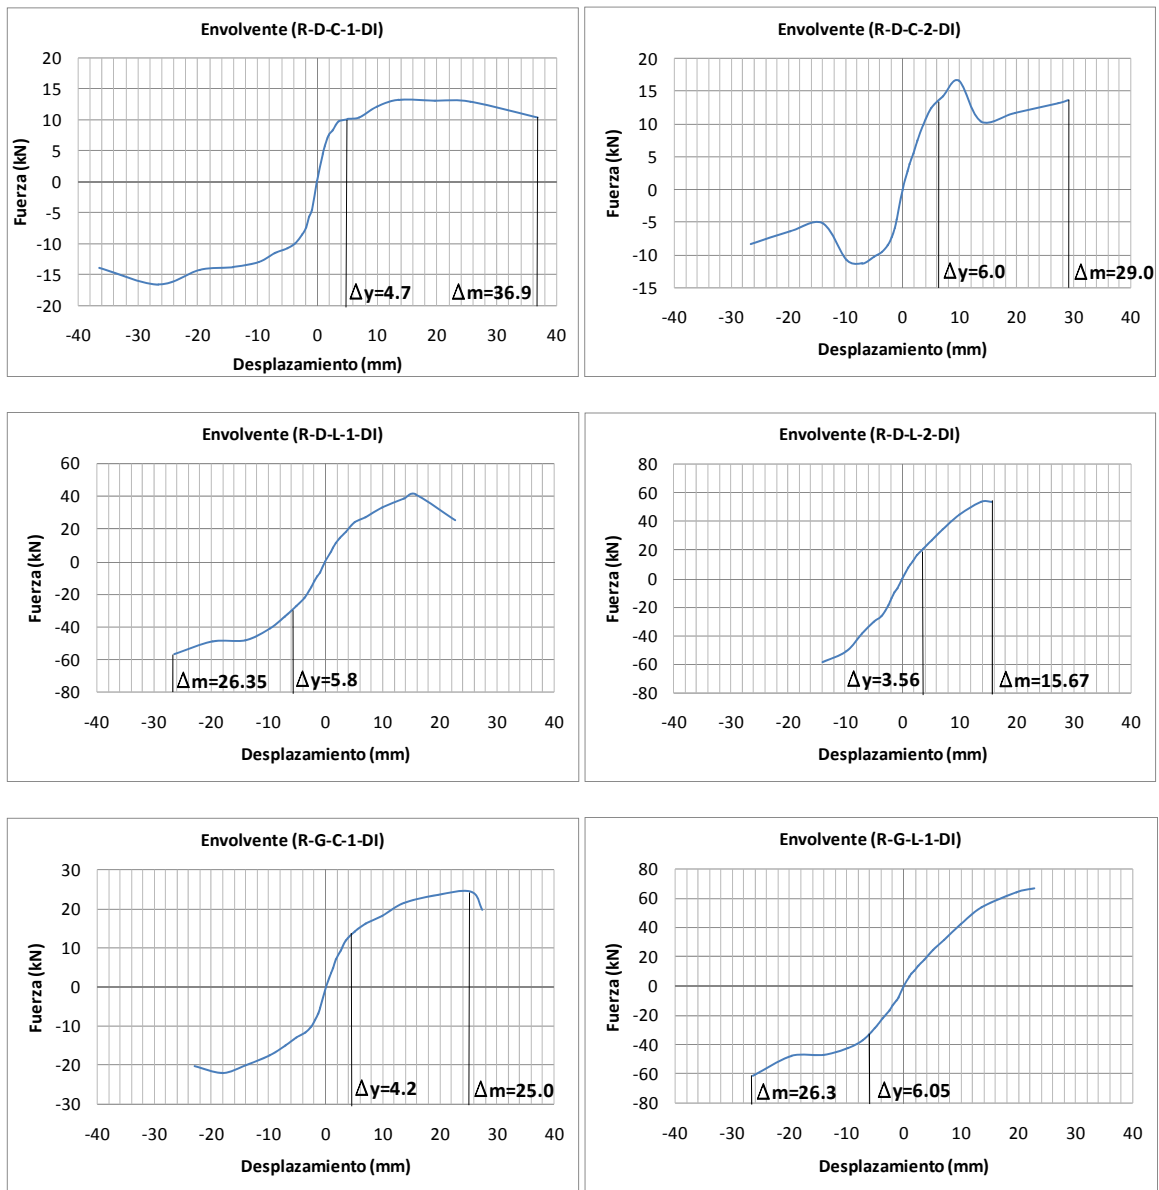 Envolvente (R-D-C-1-DI)
20
15
10
5
0
-5
-10
-15
-20
Fuerza (kN)
Δy=4.7
Δm=36.9
-40 -30 -20 -10 0 10 20 30 40
Desplazamiento (mm)
Envolvente (R-D-C-2-DI)
20
15
10
5
0
-5
-10
-15
Fuerza (kN)
Δy=6.0
Δm=29.0
-40 -30 -20 -10 0 10 20 30 40
Desplazamiento (mm)
Envolvente (R-D-L-1-DI)
60
40
20
0
-20
-40
-60
-80
Fuerza (kN)
Δm=26.35
Δy=5.8
-40 -30 -20 -10 0 10 20 30 40
Desplazamiento (mm)
Envolvente (R-D-L-2-DI)
80
60
40
20
0
-20
-40
-60
-80
Fuerza (kN)
Δy=3.56
Δm=15.67
-40 -30 -20 -10 0 10 20 30 40
Desplazamiento (mm)
Envolvente (R-G-C-1-DI)
30
20
10
0
-10
-20
-30
Fuerza (kN)
Δy=4.2
Δm=25.0
-40 -30 -20 -10 0 10 20 30 40
Desplazamiento (mm)
Envolvente (R-G-L-1-DI)
80
60
40
20
0
-20
-40
-60
-80
Fuerza (kN)
Δm=26.3
Δy=6.05
-40 -30 -20 -10 0 10 20 30 40
Desplazamiento (mm)